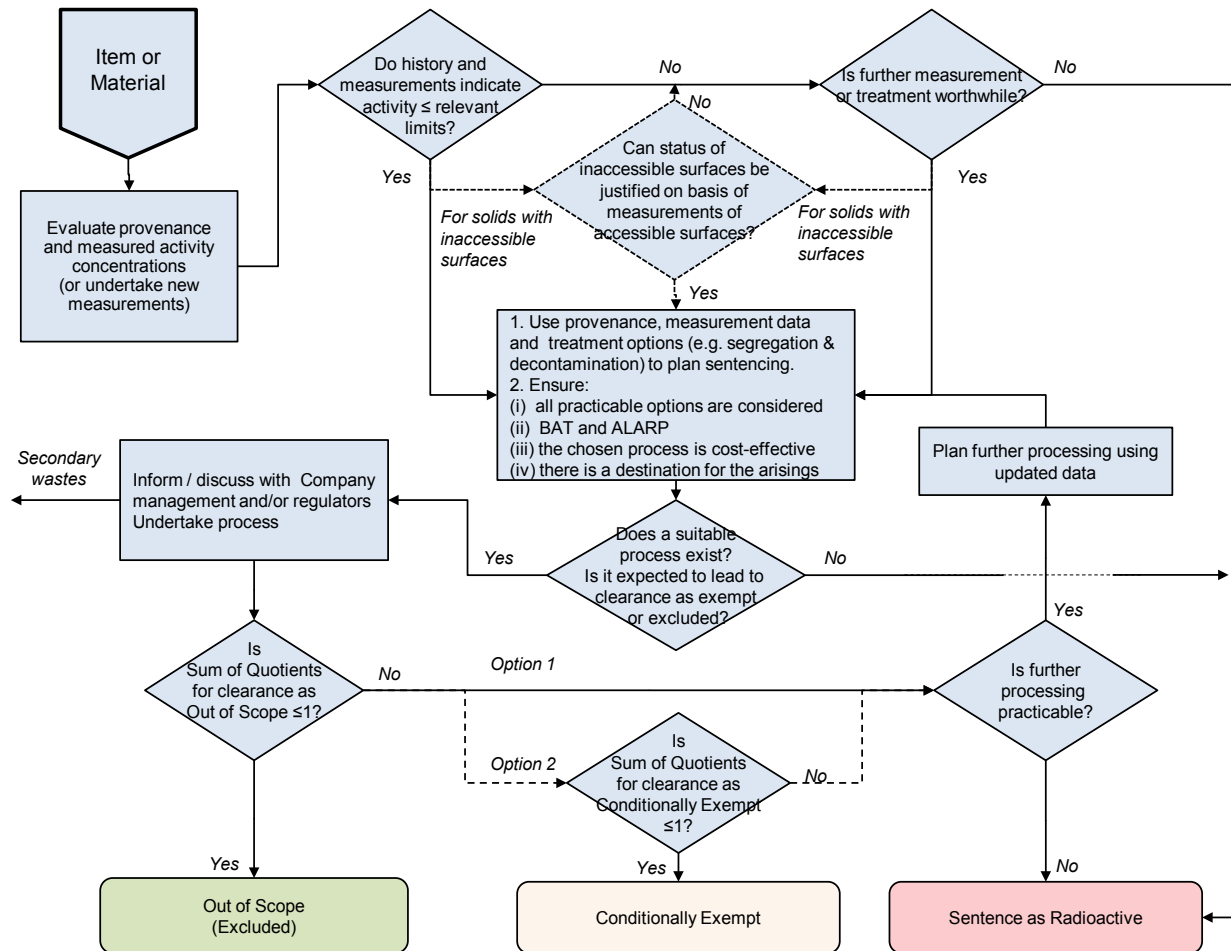 Item or
Material
Evaluate provenance
and measured activity
concentrations
(or undertake new
measurements)
Do history and
measurements indicate
activity ≤ relevant
limits?
No
Is further measurement
or treatment worthwhile?
No
No
Yes
Can status of
inaccessible surfaces be
justified on basis of
measurements of
accessible surfaces?
Yes
For solids with
inaccessible
surfaces
For solids with
inaccessible
surfaces
Yes
1. Use provenance, measurement data
and treatment options (e.g. segregation &
decontamination) to plan sentencing.
2. Ensure:
(i) all practicable options are considered
(ii) BAT and ALARP
(iii) the chosen process is cost-effective
(iv) there is a destination for the arisings
Plan further processing using
updated data
Secondary
wastes
Inform / discuss with Company
management and/or regulators
Undertake process
Yes
Does a suitable
process exist?
Is it expected to lead to
clearance as exempt
or excluded?
No
Yes
Is
Sum of Quotients
for clearance as
Out of Scope ≤1?
No
Option 1
Is further
processing
practicable?
Option 2
Is
Sum of Quotients
for clearance as
Conditionally Exempt
≤1?
No
Yes
Yes
No
Out of Scope
(Excluded)
Conditionally Exempt
Sentence as Radioactive